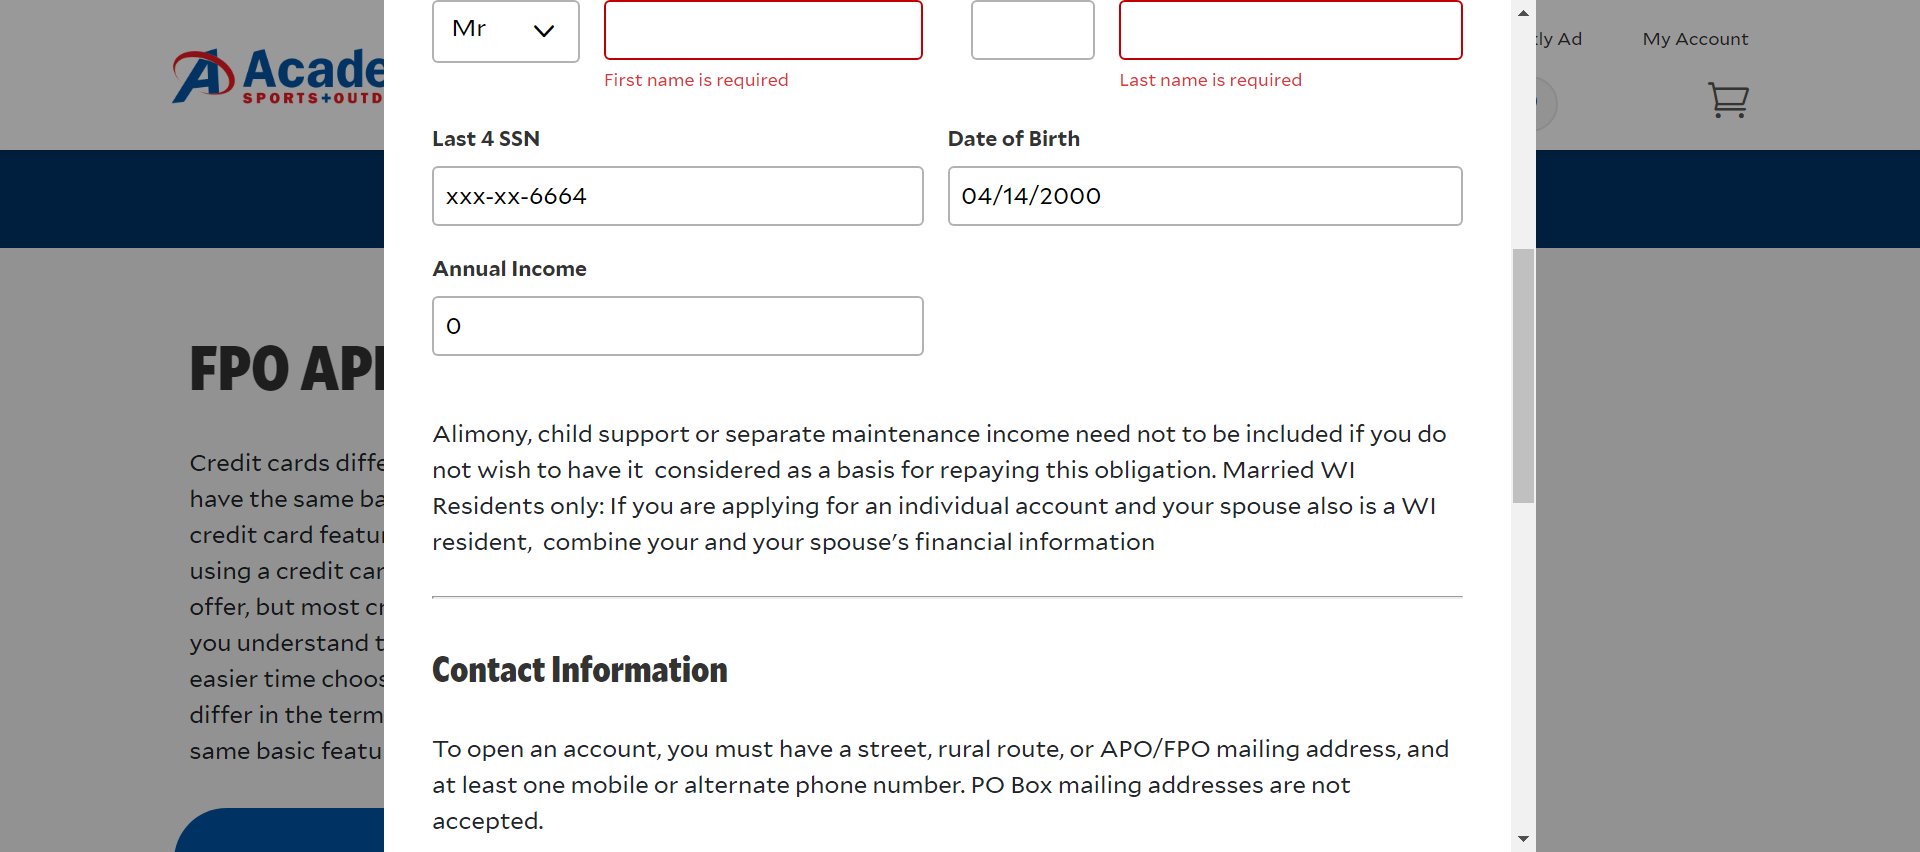 Mr
First name is required
Last name is required
Last 4 SSN
Date of Birth
xxx-xx-6664
04/14/2000
Annual Income
0
Alimony, child support or separate maintenance income need not to be included if you do
not wish to have it  considered as a basis for repaying this obligation. Married WI
Residents only: If you are applying for an individual account and your spouse also is a WI
resident,  combine your and your spouse's financial information
Contact Information
To open an account, you must have a street, rural route, or APO/FPO mailing address, and
at least one mobile or alternate phone number. PO Box mailing addresses are not
accepted.
Acade
SPORTS+OUTD
ly Ad
My Account
FPO AP
Credit cards diffe
have the same ba
credit card featu
using a credit car
offer, but most cr
you understand t
easier time choos
differ in the term
same basic featu